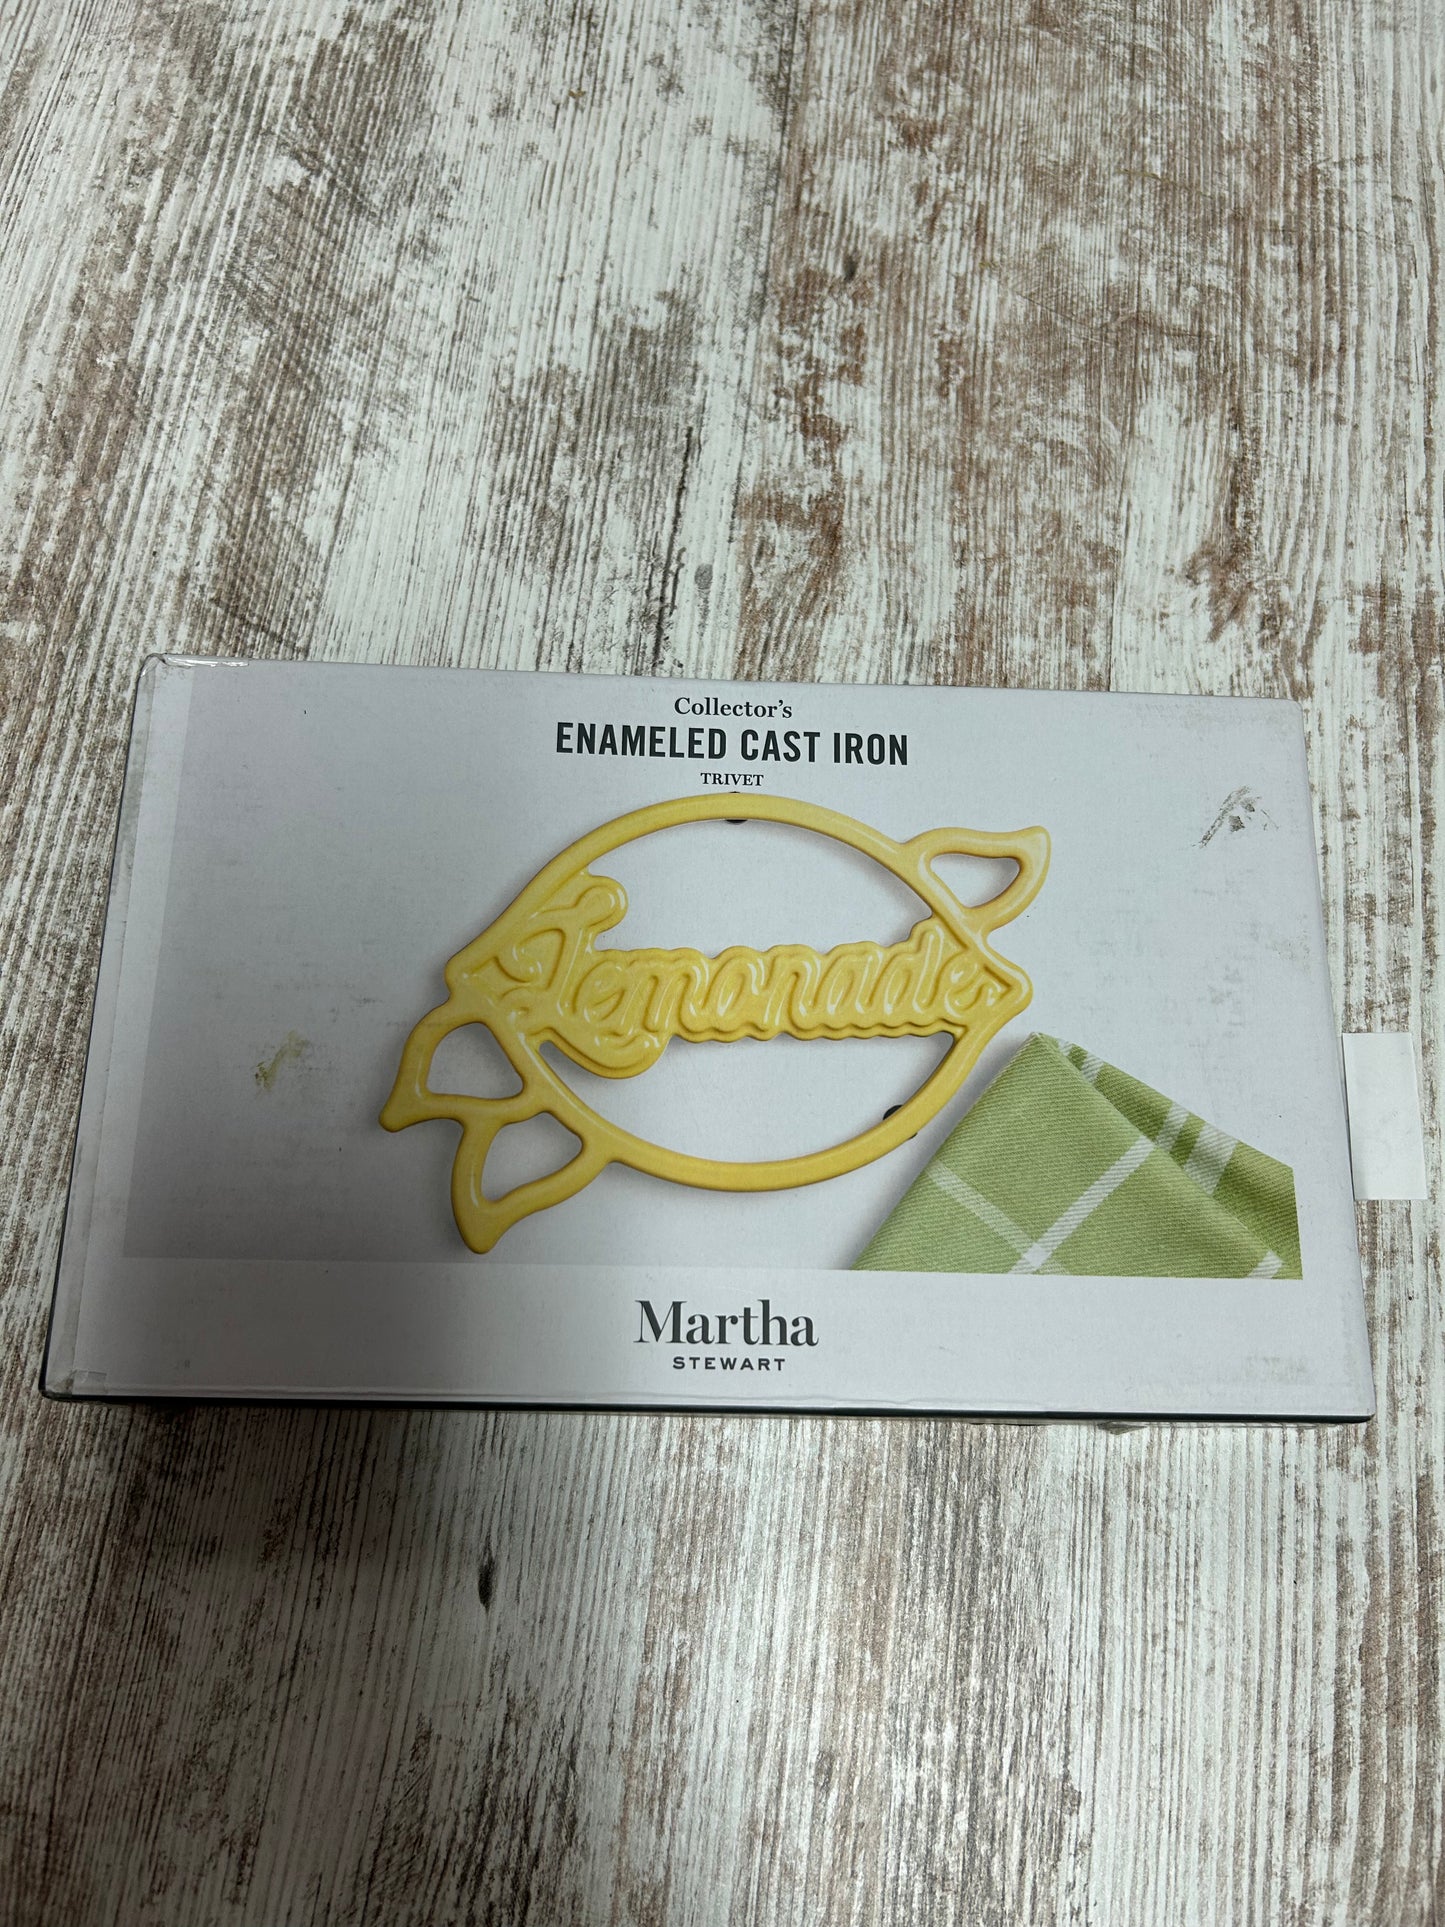 Collector's
ENAMELED CAST IRON
TRIVET
Lemonade
Martha
STEWART